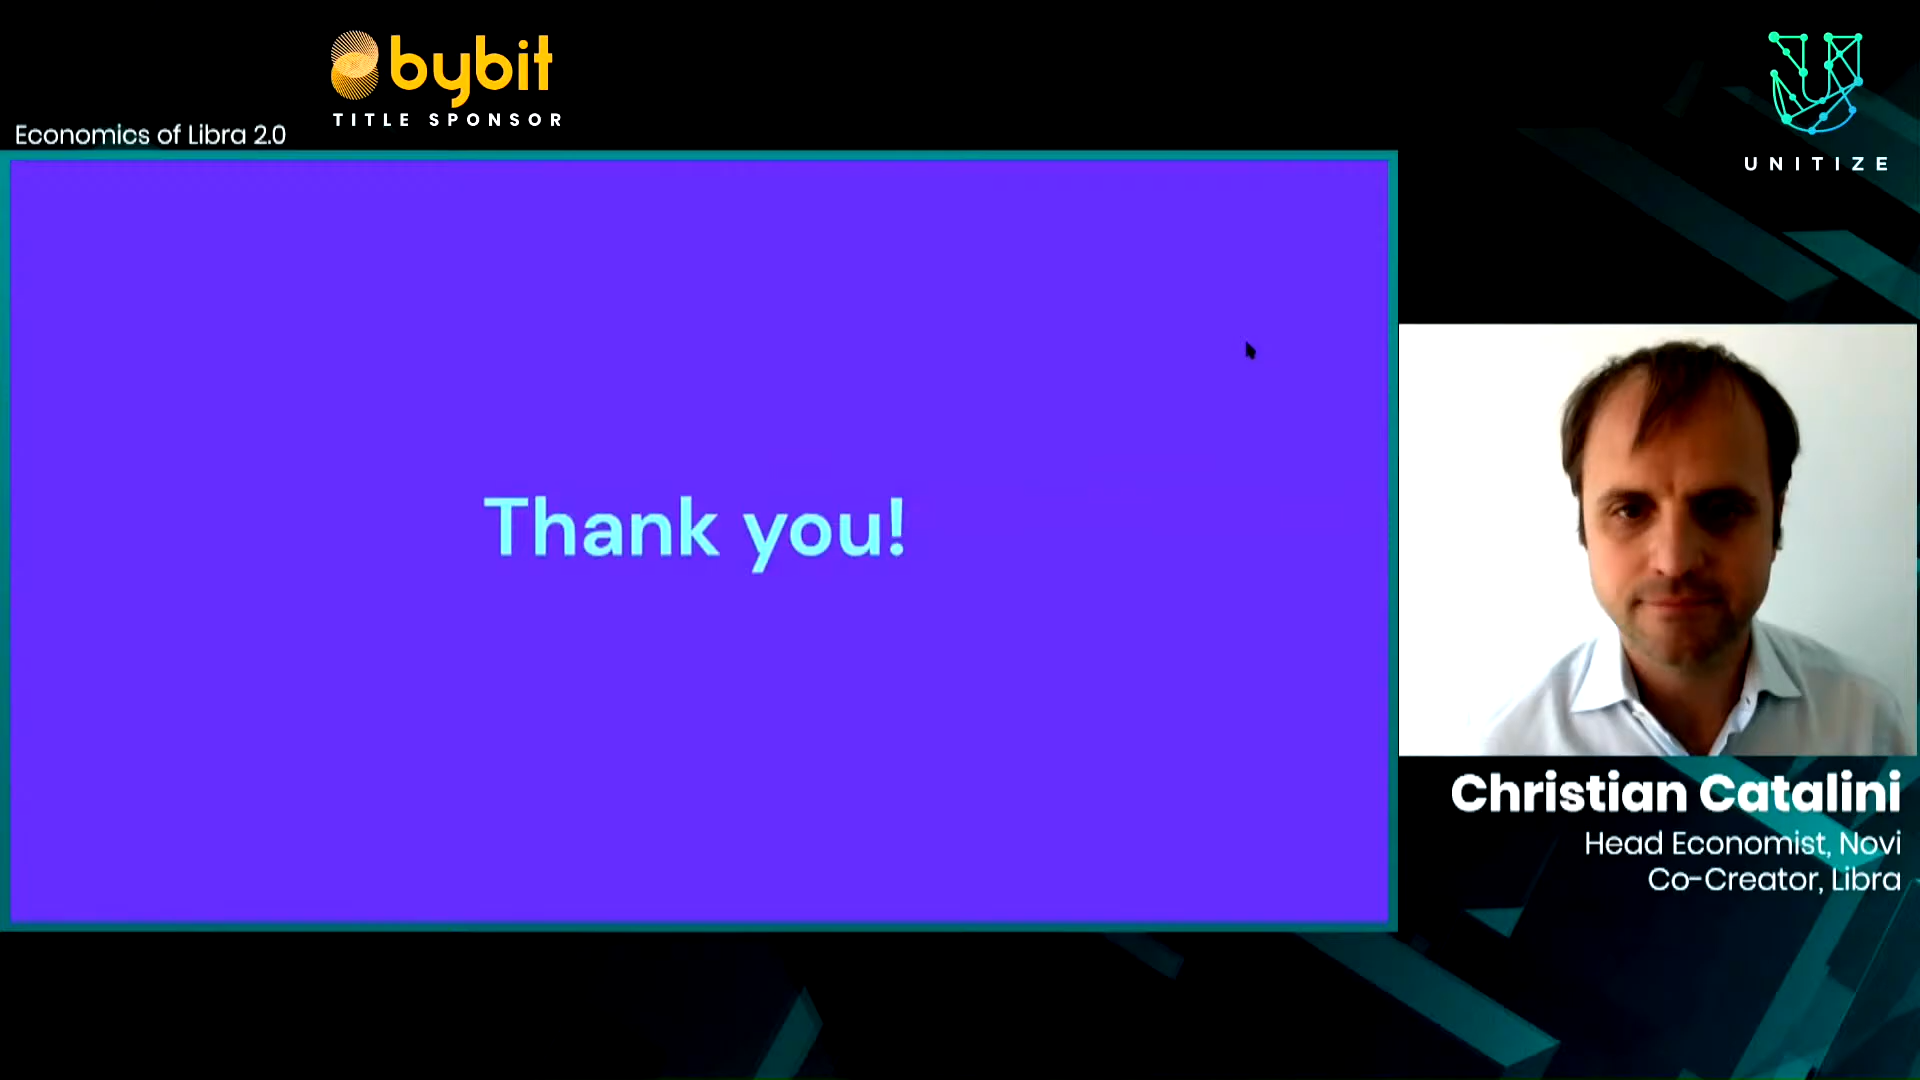 bybit
TITLE SPONSOR
Economics of Libra 2.0
UNITIZE
Thank you!
Christian Catalini
Head Economist, Novi
Co-Creator, Libra